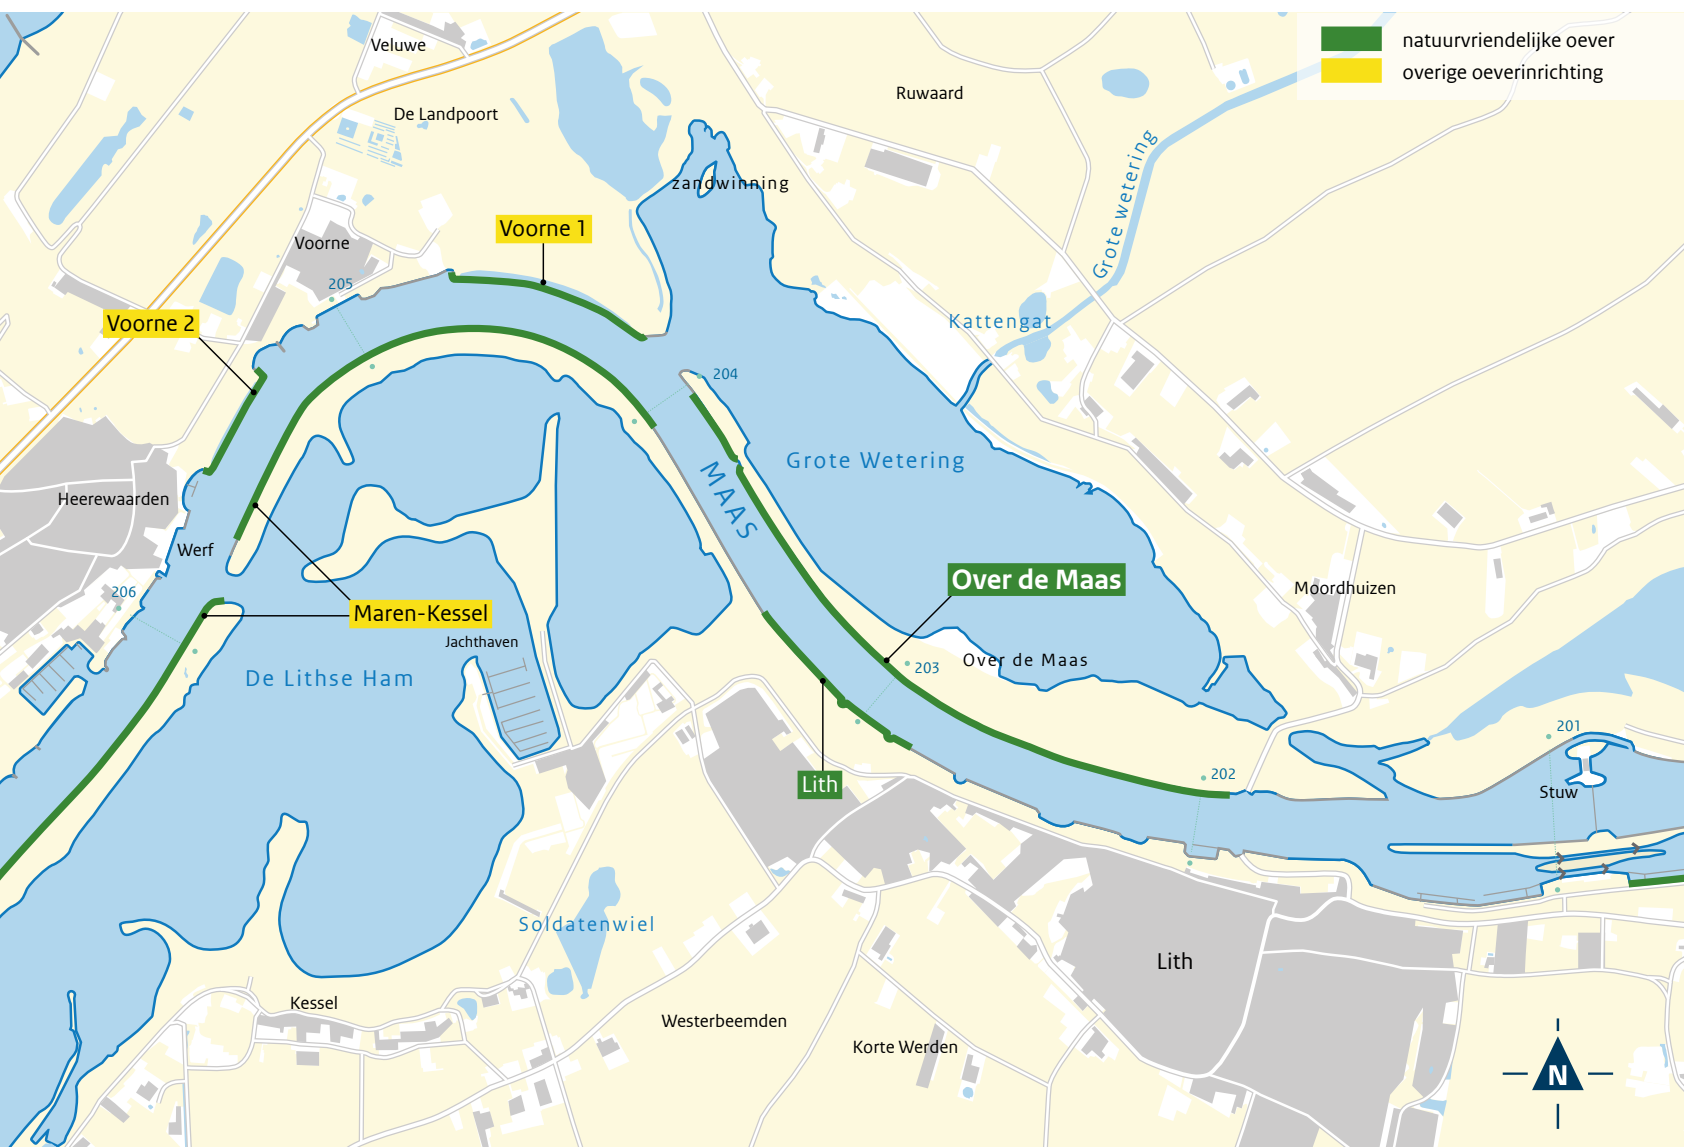 natuurvriendelijke oever
overige oeverinrichting
Veluwe
De Landpoort
Ruwaard
zandwinning
Grote wetering
Voorne 1
Voorne
205
Voorne 2
Kattengat
204
Grote Wetering
MAAS
Heerewaarden
Werf
206
Maren-Kessel
Over de Maas
Moordhuizen
Jachthaven
De Lithse Ham
203
Over de Maas
201
202
Lith
Stuw
Soldatenwiel
Lith
Kessel
Westerbeemden
Korte Werden
N